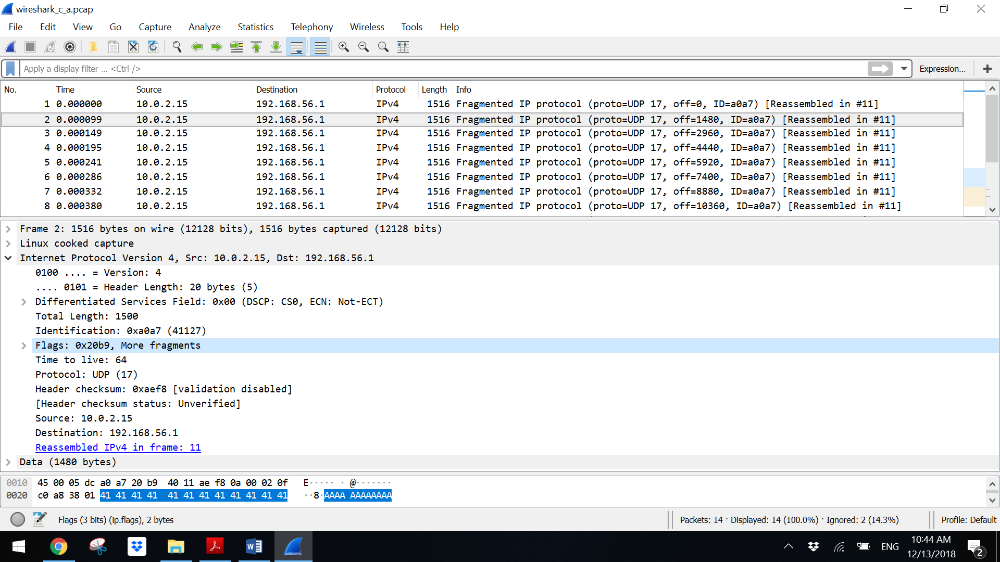 wireshark_c_a.pcap
File Edit View Go Capture Analyze Statistics Telephony Wireless Tools Help
Apply a display filter ... <Ctrl-/> Expression... +
No. Time Source Destination Protocol Length Info
1 0.000000 10.0.2.15 192.168.56.1 IPv4 1516 Fragmented IP protocol (proto=UDP 17, off=0, ID=a0a7) [Reassembled in #11]
2 0.000099 10.0.2.15 192.168.56.1 IPv4 1516 Fragmented IP protocol (proto=UDP 17, off=1480, ID=a0a7) [Reassembled in #11]
3 0.000149 10.0.2.15 192.168.56.1 IPv4 1516 Fragmented IP protocol (proto=UDP 17, off=2960, ID=a0a7) [Reassembled in #11]
4 0.000195 10.0.2.15 192.168.56.1 IPv4 1516 Fragmented IP protocol (proto=UDP 17, off=4440, ID=a0a7) [Reassembled in #11]
5 0.000241 10.0.2.15 192.168.56.1 IPv4 1516 Fragmented IP protocol (proto=UDP 17, off=5920, ID=a0a7) [Reassembled in #11]
6 0.000286 10.0.2.15 192.168.56.1 IPv4 1516 Fragmented IP protocol (proto=UDP 17, off=7400, ID=a0a7) [Reassembled in #11]
7 0.000332 10.0.2.15 192.168.56.1 IPv4 1516 Fragmented IP protocol (proto=UDP 17, off=8880, ID=a0a7) [Reassembled in #11]
8 0.000380 10.0.2.15 192.168.56.1 IPv4 1516 Fragmented IP protocol (proto=UDP 17, off=10360, ID=a0a7) [Reassembled in #11]
Frame 2: 1516 bytes on wire (12128 bits), 1516 bytes captured (12128 bits)
Linux cooked capture
Internet Protocol Version 4, Src: 10.0.2.15, Dst: 192.168.56.1
0100 .... = Version: 4
.... 0101 = Header Length: 20 bytes (5)
Differentiated Services Field: 0x00 (DSCP: CS0, ECN: Not-ECT)
Total Length: 1500
Identification: 0xa0a7 (41127)
Flags: 0x20b9, More fragments
Time to live: 64
Protocol: UDP (17)
Header checksum: 0xaef8 [validation disabled]
[Header checksum status: Unverified]
Source: 10.0.2.15
Destination: 192.168.56.1
Reassembled IPv4 in frame: 11
Data (1480 bytes)
0010 45 00 05 dc a0 a7 20 b9 40 11 ae f8 0a 00 02 0f E····· · @·······
0020 c0 a8 38 01 41 41 41 41 41 41 41 41 41 41 41 41 ··8·AAAA AAAAAAAA
Flags (3 bits) (ip.flags), 2 bytes Packets: 14 · Displayed: 14 (100.0%) · Ignored: 2 (14.3%) Profile: Default
ENG 10:44 AM 2
12/13/2018